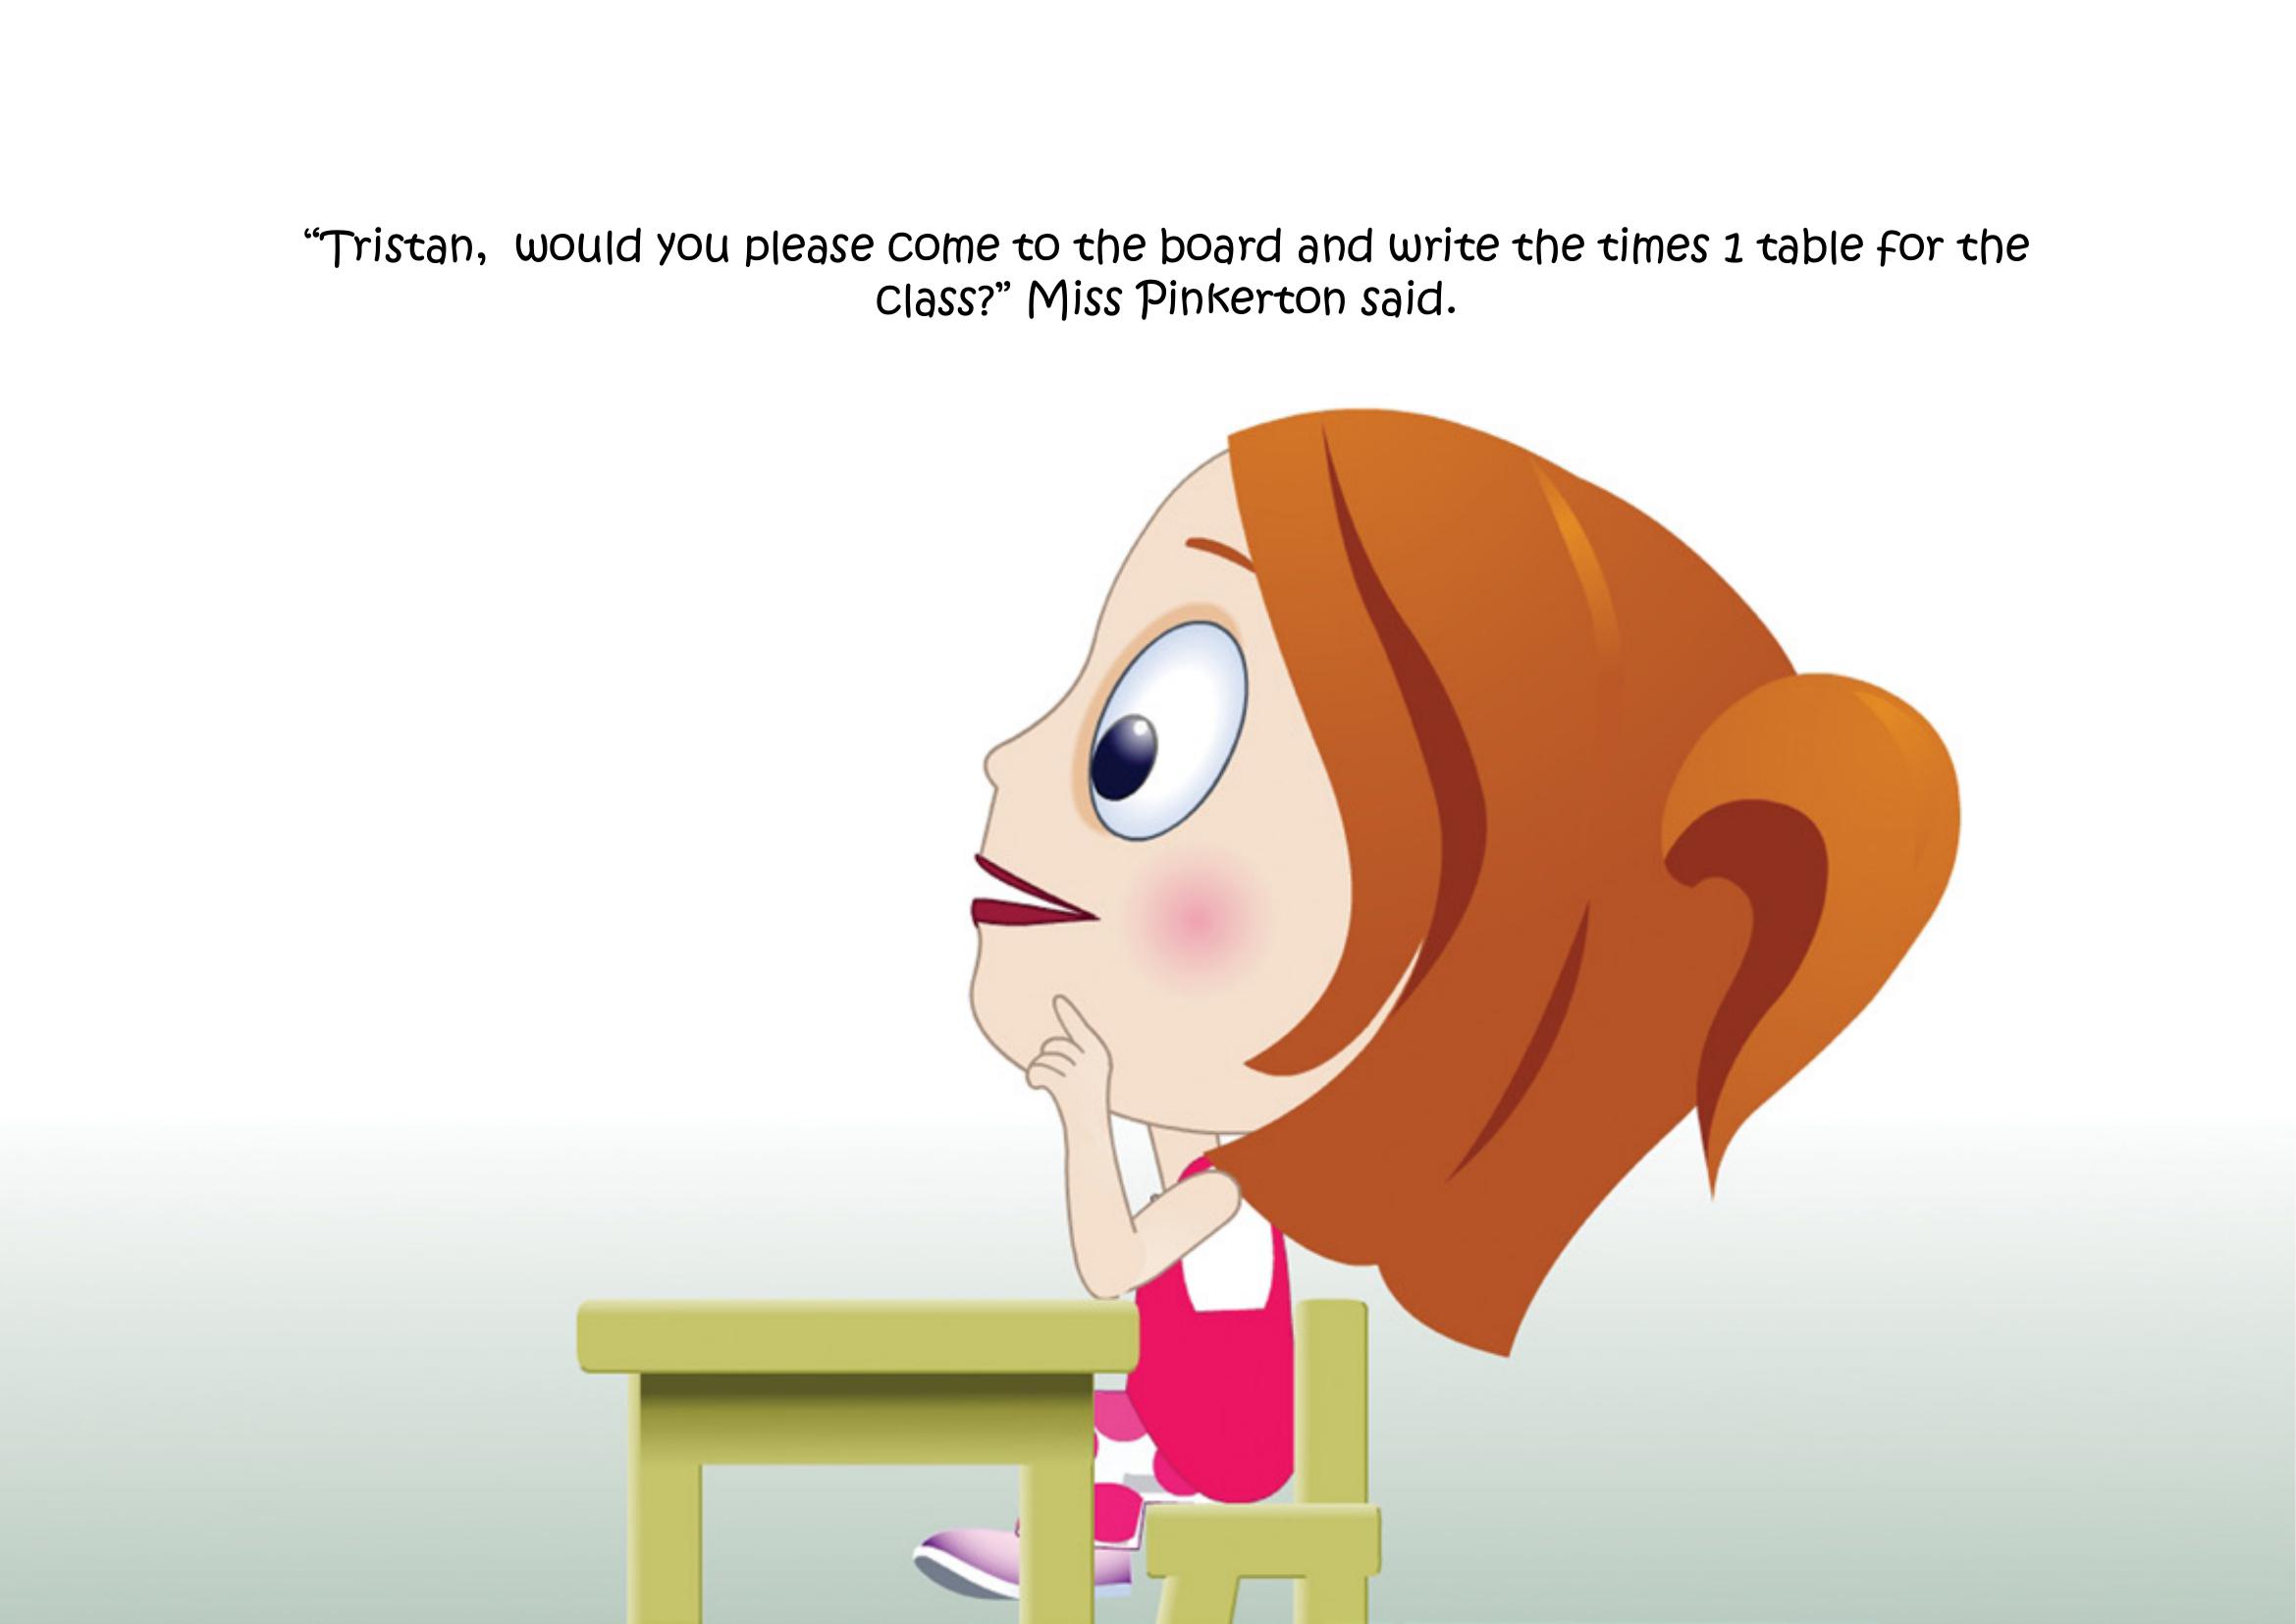 “Tristan,  would you please come to the board and write the times 1 table for the
class?” Miss Pinkerton said.